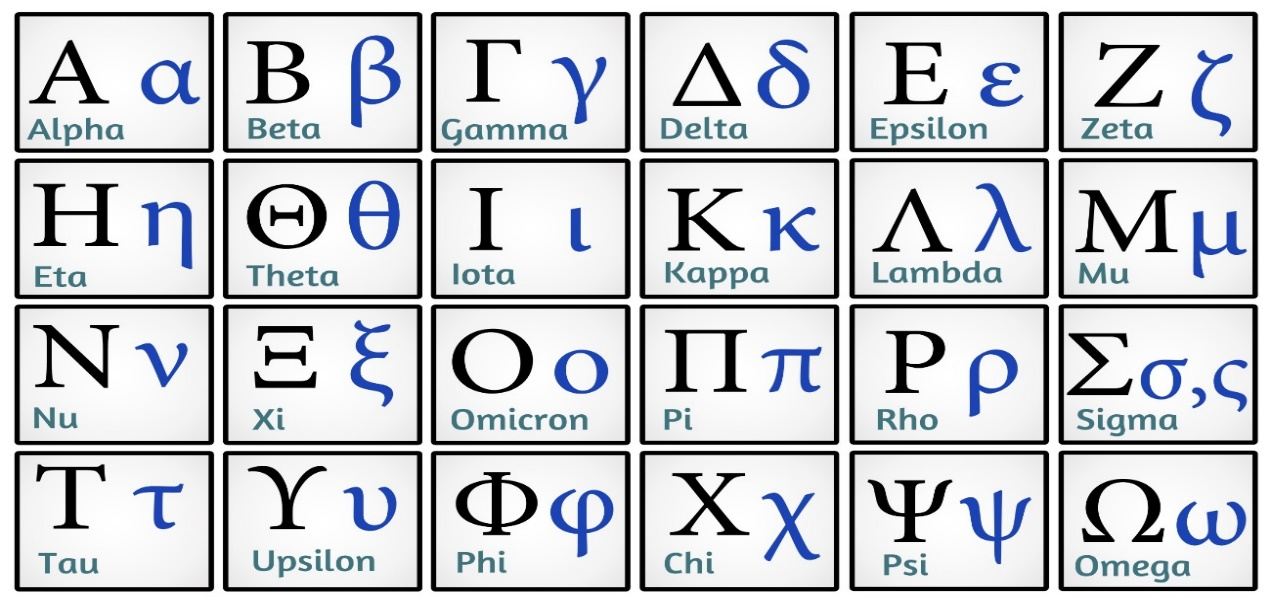 Α α Β β Γ γ Δ δ Ε ε Ζ ζ
Alpha Beta Gamma Delta Epsilon Zeta
Η η Θ θ Ι ι Κ κ Λ λ Μ μ
Eta Theta Iota Kappa Lambda Mu
Ν ν Ξ ξ Ο ο Π π Ρ ρ Σ σ,ς
Nu Xi Omicron Pi Rho Sigma
Τ τ ϒ υ Φ φ Χ χ Ψ ψ Ω ω
Tau Upsilon Phi Chi Psi Omega